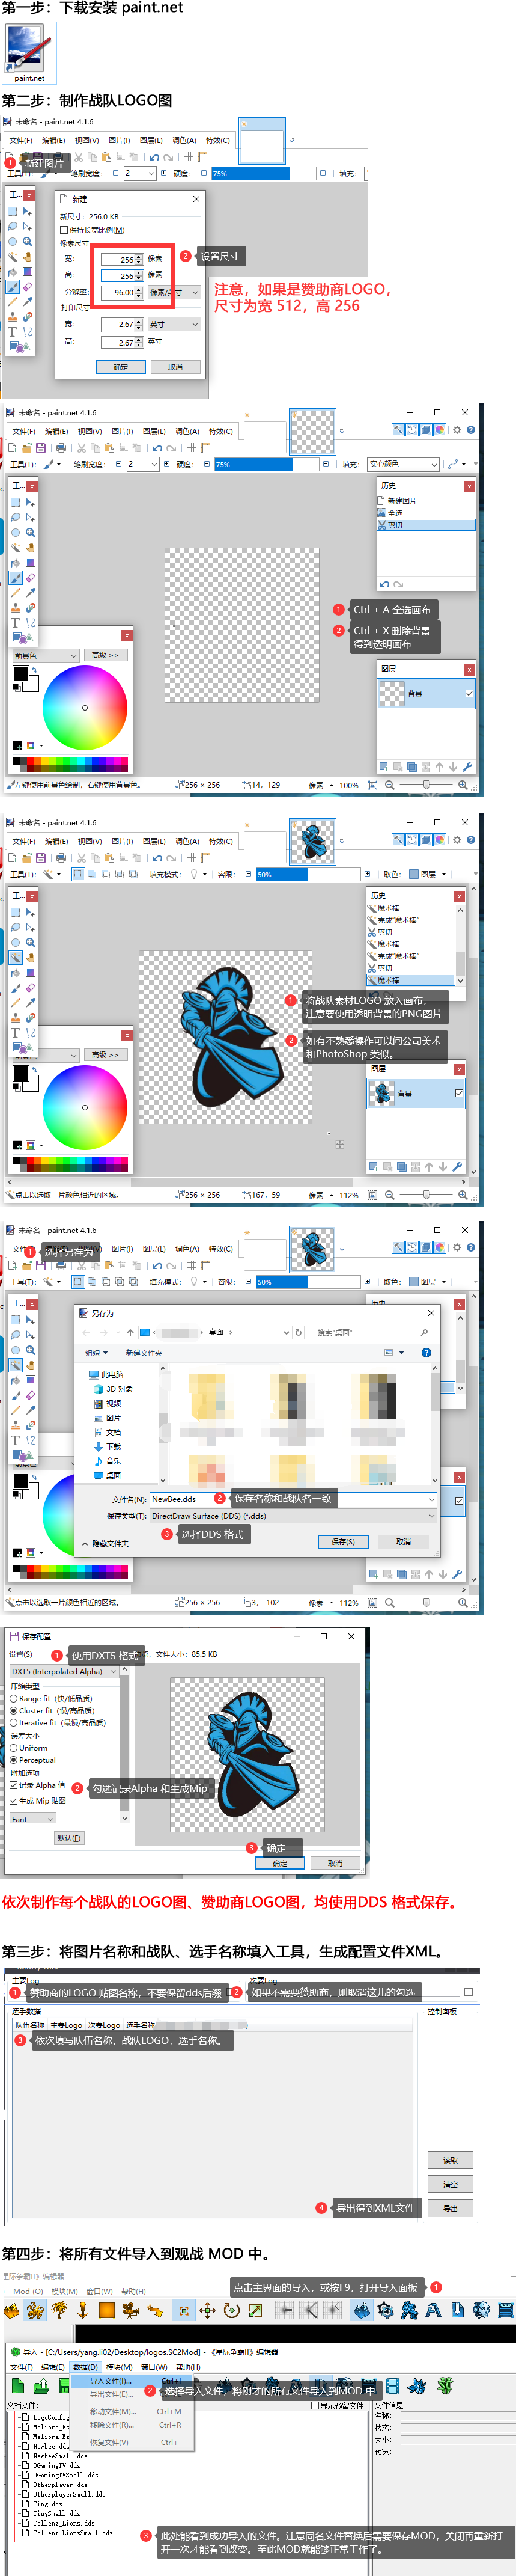 第一步：下载安装 paint.net
paint.net
第二步：制作战队LOGO图
未命名 - paint.net 4.1.6
文件(F) 编辑(E) 视图(V) 图片(I) 图层(L) 调色(A) 特效(C)
1 新建图片
工具(T): 笔刷宽度: 2 硬度: 75% 填充:
工...
新建
新尺寸：256.0 KB
保持长宽比例(M)
像素尺寸
宽： 256 像素
高： 256 像素
分辨率： 96.00 像素/英寸
打印尺寸
宽： 2.67 英寸
高： 2.67 英寸
确定 取消
2 设置尺寸
注意，如果是赞助商LOGO，
尺寸为宽 512，高 256
未命名 - paint.net 4.1.6
文件(F) 编辑(E) 视图(V) 图片(I) 图层(L) 调色(A) 特效(C)
工具(T): 笔刷宽度: 2 硬度: 75% 填充: 实心颜色
工...
历史
新建图片
全选
剪切
1 Ctrl + A 全选画布
2 Ctrl + X 删除背景
得到透明画布
前景色 高级 >>
图层
背景
左键使用前景色绘制，右键使用背景色。 256 × 256 14, 129 像素 100%
未命名 - paint.net 4.1.6
文件(F) 编辑(E) 视图(V) 图片(I) 图层(L) 调色(A) 特效(C)
工具(T): 填充模式: 容限: 50% 取色: 图层
工...
历史
魔术棒
完成"魔术棒"
剪切
魔术棒
完成"魔术棒"
剪切
魔术棒
1 将战队素材LOGO 放入画布，
注意要使用透明背景的PNG图片
2 如有不熟悉操作可以问公司美术
和PhotoShop 类似。
高级 >>
图层
背景
点击以选取一片颜色相近的区域。 256 × 256 167, 59 像素 112%
未命名 - paint.net 4.1.6
文件(F) 编辑(E) 视图(V) 图片(I) 图层(L) 调色(A) 特效(C)
1 选择另存为
工具(T): 填充模式: 容限: 50% 取色: 图层
工...
历史
另存为
桌面 搜索"桌面"
组织 新建文件夹
此电脑
3D 对象
视频
图片
文档
下载
音乐
桌面
文件名(N): NewBee.dds
2 保存名称和战队名一致
保存类型(T): DirectDraw Surface (DDS) (*.dds)
3 选择DDS 格式
隐藏文件夹 保存(S) 取消
点击以选取一片颜色相近的区域。 256 × 256 3, -102 像素 112%
保存配置
设置(S) 1 使用DXT5 格式 览、文件大小：85.5 KB
DXT5 (Interpolated Alpha)
压缩类型
Range fit（快/低品质）
Cluster fit（慢/高品质）
Iterative fit（最慢/高品质）
误差大小
Uniform
Perceptual
附加选项
记录 Alpha 值
生成 Mip 贴图
2 勾选记录Alpha 和生成Mip
Fant
默认(F)
3 确定
确定 取消
依次制作每个战队的LOGO图、赞助商LOGO图，均使用DDS 格式保存。
第三步：将图片名称和战队、选手名称填入工具，生成配置文件XML。
主要Log 次要Log
1 赞助商的LOGO 贴图名称，不要保留dds后缀 2 如果不需要赞助商，则取消这儿的勾选
选手数据 控制面板
队伍名称 主要Logo 次要Logo 选手名称
3 依次填写队伍名称，战队LOGO，选手名称。
读取
清空
4 导出得到XML文件 导出
第四步：将所有文件导入到观战 MOD 中。
星际争霸II》编辑器
Mod (O) 模块(M) 窗口(W) 帮助(H)
点击主界面的导入，或按F9，打开导入面板 1
导入 - [C:/Users/yang.li02/Desktop/logos.SC2Mod] - 《星际争霸II》编辑器
文件(F) 编辑(E) 数据(D) 模块(M) 窗口(W) 帮助(H)
导入文件(I)... Ctrl+I
导出文件(E)...
2 选择导入文件，将刚才的所有文件导入到MOD 中
移动文件(M)... Ctrl+M
移除文件(R)... Ctrl+R
恢复文件(V) Ctrl+-
文档文件: 显示预留文件 文件信息:
名称:
状态:
大小:
预览:
LogoConfig
Meliora_Es
Meliora_Es
Newbee.dds
NewbeeSmall.dds
OGamingTV.dds
OGamingTVSmall.dds
Otherplayer.dds
OtherplayerSmall.dds
Ting.dds
TingSmall.dds
Tollenz_Lions.dds
Tollenz_LionsSmall.dds
3 此处能看到成功导入的文件。注意同名文件替换后需要保存MOD，关闭再重新打
开一次才能看到改变。至此MOD就能够正常工作了。